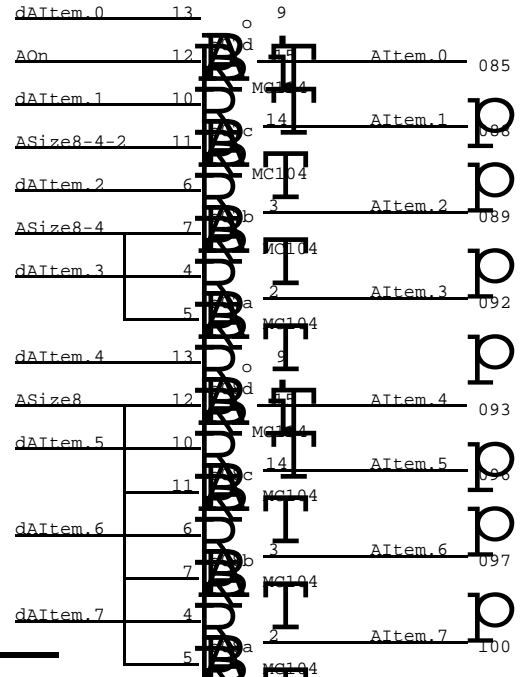 dAItem.0 13 o 9
AOn 12 d 15 AItem.0 085
dAItem.1 10 MC104
ASize8-4-2 11 c 14 AItem.1 088
dAItem.2 6 MC104
ASize8-4 7 b 3 AItem.2 089
dAItem.3 4 MC104
5 a 2 AItem.3 092
dAItem.4 13 o 9 MC104
ASize8 12 d 15 AItem.4 093
dAItem.5 10 MC104
11 c 14 AItem.5 096
dAItem.6 6 MC104
7 b 3 AItem.6 097
dAItem.7 4 MC104
5 a 2 AItem.7 100
MC104